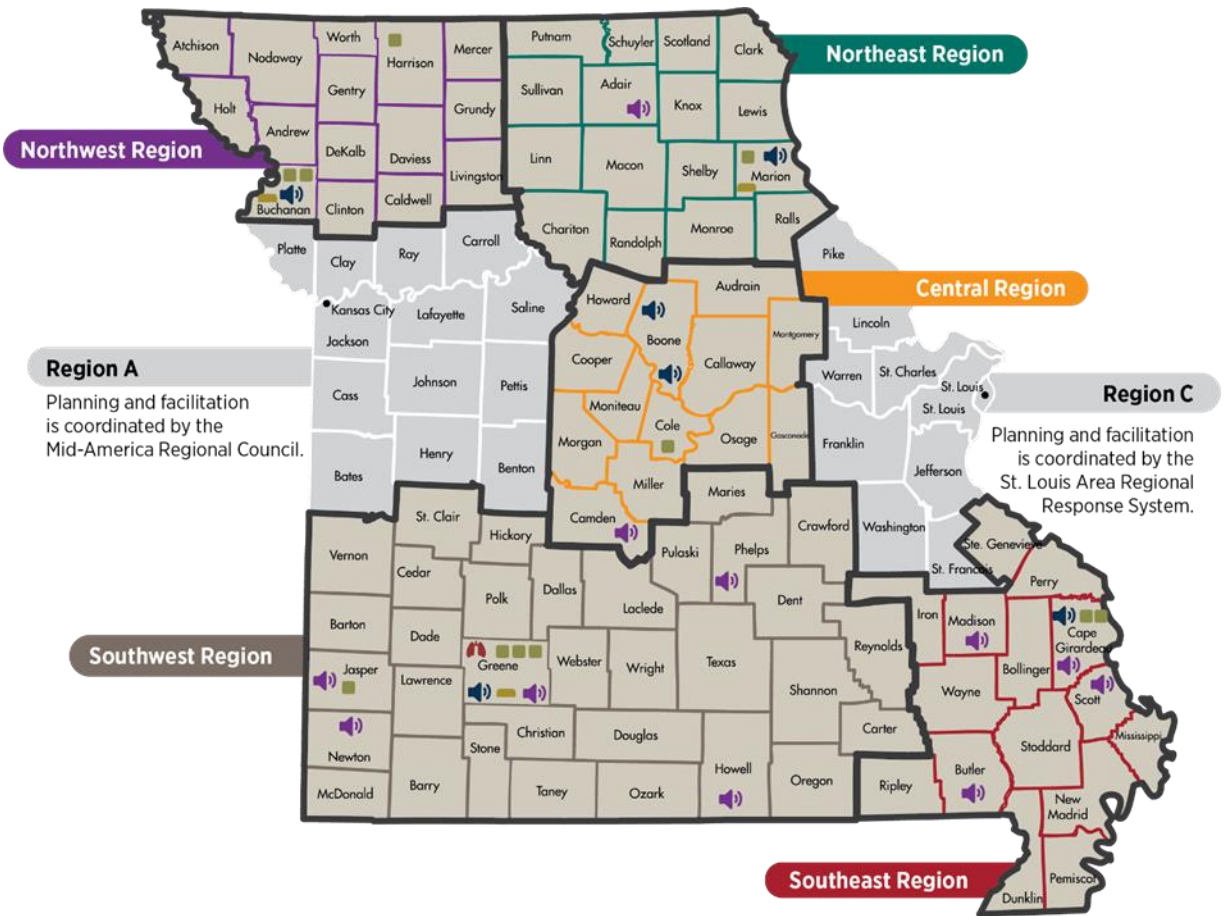 Atchison
Nodaway
Worth
Harrison
Mercer
Putnam
Schuyler
Scotland
Clark
Northeast Region
Gentry
Sullivan
Adair
Knox
Lewis
Holt
Grundy
Andrew
Northwest Region
DeKalb
Daviess
Livingston
Linn
Macon
Shelby
Marion
Buchanan
Clinton
Caldwell
Chariton
Randolph
Monroe
Ralls
Platte
Clay
Ray
Carroll
Pike
Kansas City
Jackson
Lafayette
Saline
Howard
Boone
Audrain
Central Region
Montgomery
Lincoln
Region A
Planning and facilitation
is coordinated by the
Mid-America Regional Council.
Cass
Johnson
Pettis
Cooper
Callaway
Warren
St. Charles
St. Louis
St. Louis
Region C
Planning and facilitation
is coordinated by the
St. Louis Area Regional
Response System.
Moniteau
Cole
Osage
Gasconade
Franklin
Jefferson
Morgan
Bates
Henry
Benton
Miller
Camden
Maries
St. Clair
Hickory
Pulaski
Phelps
Crawford
Washington
Ste. Genevieve
St. Francois
Perry
Vernon
Cedar
Polk
Dallas
Laclede
Dent
Iron
Madison
Cape
Girardeau
Barton
Dade
Reynolds
Bollinger
Southwest Region
Jasper
Lawrence
Greene
Webster
Wright
Texas
Shannon
Wayne
Scott
Newton
Stone
Christian
Douglas
Carter
Stoddard
Mississippi
McDonald
Barry
Taney
Ozark
Howell
Oregon
Ripley
Butler
New
Madrid
Southeast Region
Dunklin
Pemiscot